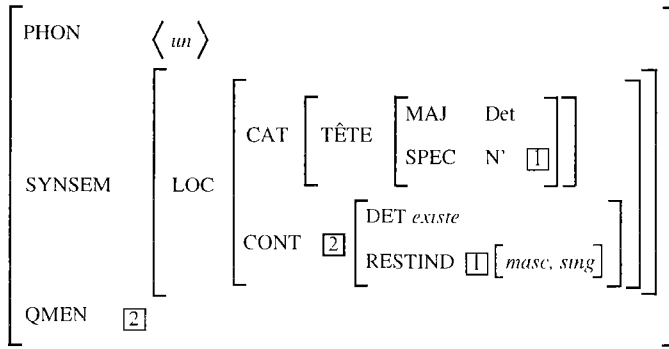 PHON ⟨ un ⟩
MAJ Det
CAT TÊTE
SPEC N' 1
SYNSEM LOC
DET existe
CONT 2
RESTIND 1 [masc, sing]
QMEN 2